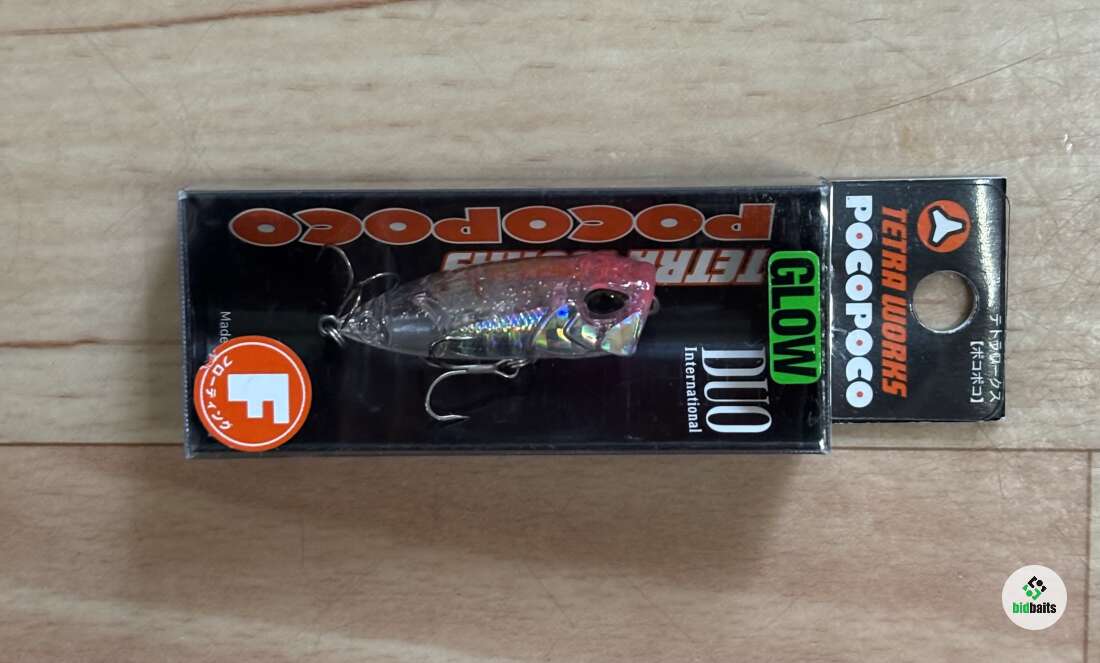 TETRA WORKS
POCOPOCO
テトラワークス
【ポコポコ】
POCOPOCO
TETRA WORKS
GLOW
DUO
International
Made
F
フローティング
bidbaits